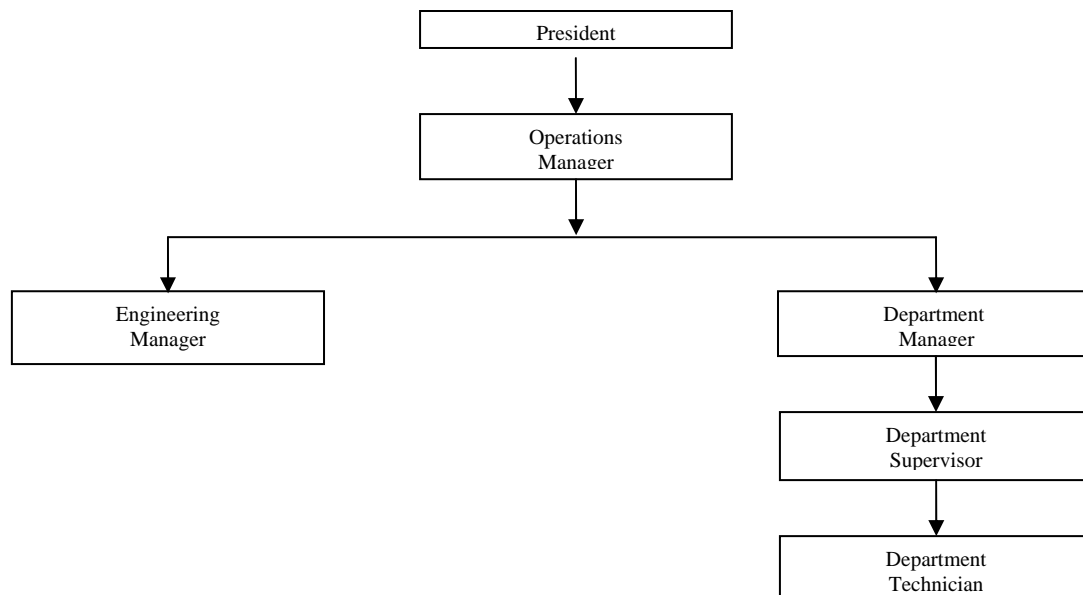 President
Operations
Manager
Engineering
Manager
Department
Manager
Department
Supervisor
Department
Technician